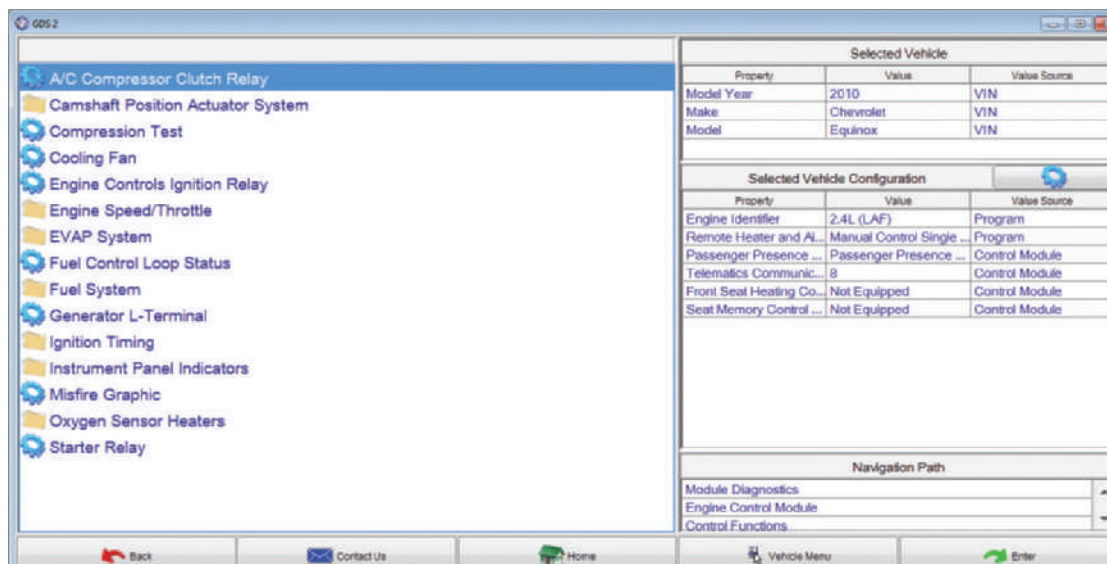 GDS 2
A/C Compressor Clutch Relay
Camshaft Position Actuator System
Compression Test
Cooling Fan
Engine Controls Ignition Relay
Engine Speed/Throttle
EVAP System
Fuel Control Loop Status
Fuel System
Generator L-Terminal
Ignition Timing
Instrument Panel Indicators
Misfire Graphic
Oxygen Sensor Heaters
Starter Relay
Selected Vehicle
Property Value Value Source
Model Year 2010 VIN
Make Chevrolet VIN
Model Equinox VIN
Selected Vehicle Configuration
Property Value Value Source
Engine Identifier 2.4L (LAF) Program
Remote Heater and Ai... Manual Control Single ... Program
Passenger Presence ... Passenger Presence ... Control Module
Telematics Communic... 8 Control Module
Front Seat Heating Co... Not Equipped Control Module
Seat Memory Control ... Not Equipped Control Module
Navigation Path
Module Diagnostics
Engine Control Module
Control Functions
Back Contact Us Home Vehicle Menu Enter